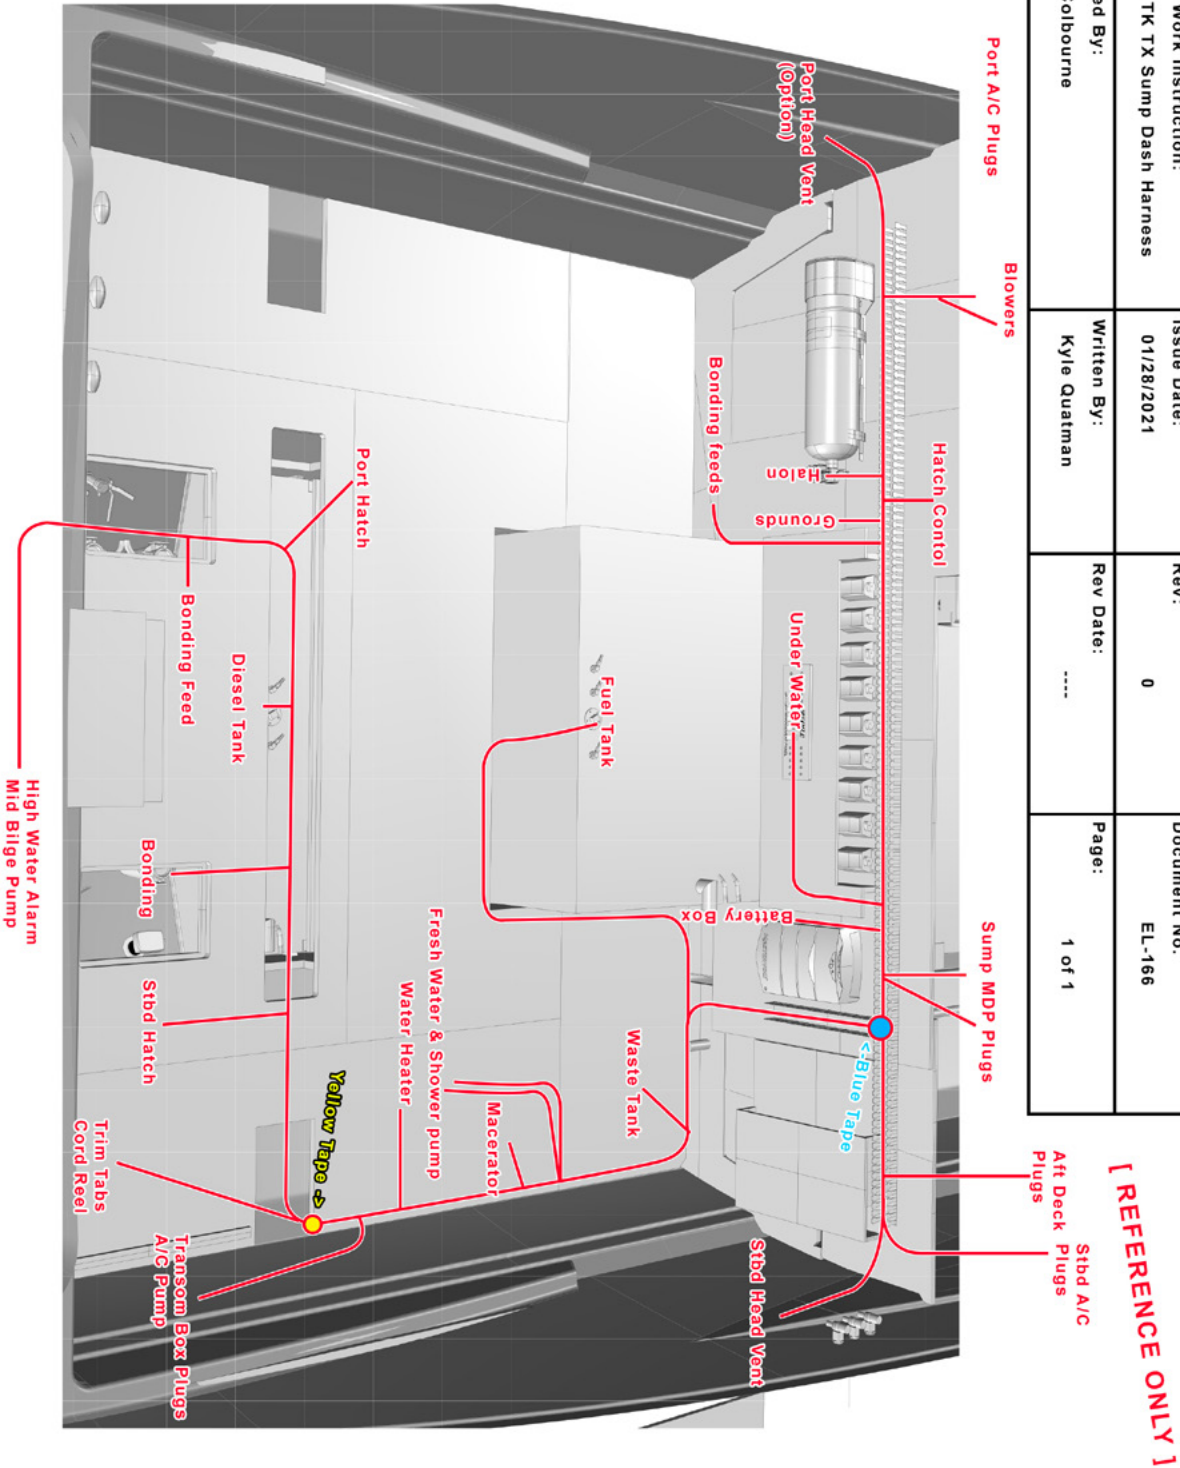 Work Instruction:
TK TX Sump Dash Harness
Issue Date:
01/28/2021
Rev:
0
Document No.
EL-166
ed By:
Written By:
Kyle Quatman
Rev Date:
----
Page:
1 of 1
[ REFERENCE ONLY ]
Port A/C Plugs
Blowers
Hatch Contol
Sump MDP Plugs
Aft Deck
Plugs
Stbd A/C
Plugs
Port Head Vent
(Option)
Halon
Grounds
Bonding feeds
Under Water
Battery Box
<-Blue Tape
Stbd Head Vent
Fuel Tank
Waste Tank
Macerator
Fresh Water & Shower pump
Water Heater
Yellow Tape ->
Port Hatch
Diesel Tank
Bonding Feed
Bonding
Stbd Hatch
Trim Tabs
Cord Reel
Transom Box Plugs
A/C Pump
High Water Alarm
Mid Bilge Pump